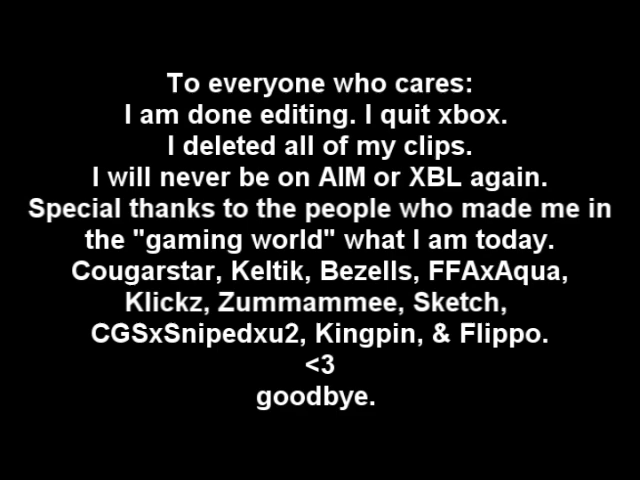 To everyone who cares:
I am done editing. I quit xbox.
I deleted all of my clips.
I will never be on AIM or XBL again.
Special thanks to the people who made me in
the "gaming world" what I am today.
Cougarstar, Keltik, Bezells, FFAxAqua,
Klickz, Zummammee, Sketch,
CGSxSnipedxu2, Kingpin, & Flippo.
<3
goodbye.